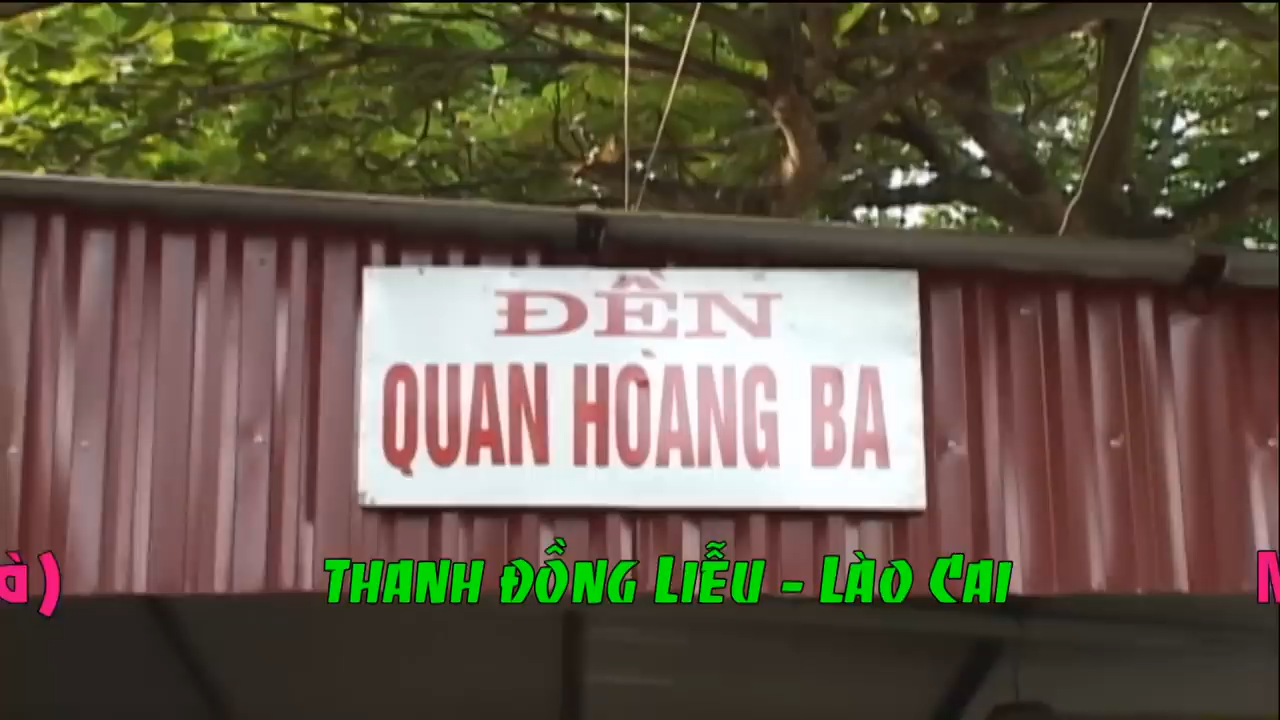 ĐỀN
QUAN HOÀNG BA
à) THANH ĐỒNG LIỄU - LÀO CAI